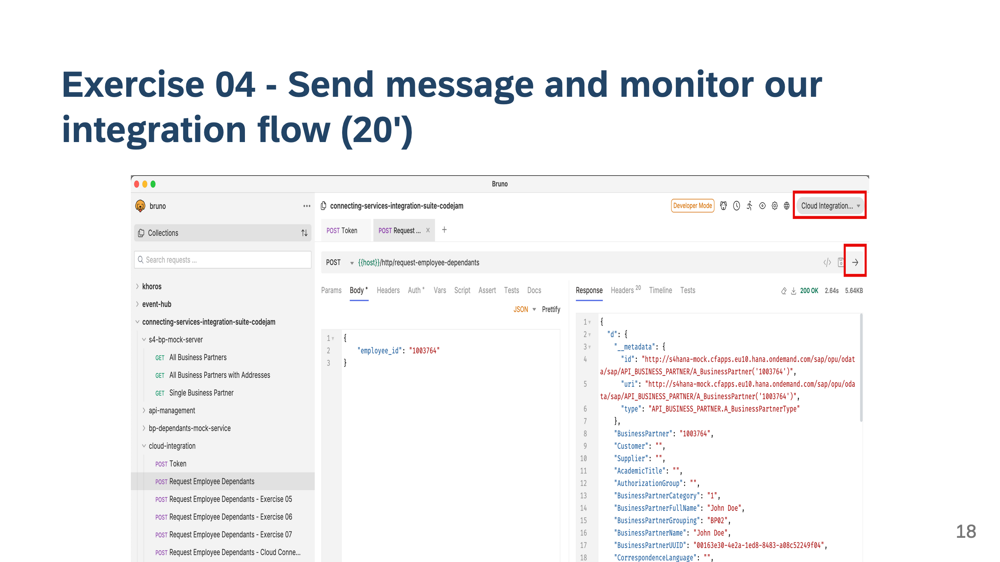 Exercise 04 - Send message and monitor our
integration flow (20')
Bruno
bruno
Collections
Search requests ...
khoros
event-hub
connecting-services-integration-suite-codejam
s4-bp-mock-server
GET All Business Partners
GET All Business Partners with Addresses
GET Single Business Partner
api-management
bp-dependants-mock-service
cloud-integration
POST Token
POST Request Employee Dependants
POST Request Employee Dependants - Exercise 05
POST Request Employee Dependants - Exercise 06
POST Request Employee Dependants - Exercise 07
POST Request Employee Dependants - Cloud Conne...
connecting-services-integration-suite-codejam
Developer Mode
Cloud Integration...
POST Token
POST Request ...
POST {{host}}/http/request-employee-dependants
Params Body Headers Auth Vars Script Assert Tests Docs
JSON Prettify
1 {
2 "employee_id": "1003764"
3 }
Response Headers 20 Timeline Tests
200 OK 2.64s 5.64KB
1 {
2 "d": {
3 "__metadata": {
4 "id": "http://s4hana-mock.cfapps.eu10.hana.ondemand.com/sap/opu/odat
a/sap/API_BUSINESS_PARTNER/A_BusinessPartner('1003764')",
5 "uri": "http://s4hana-mock.cfapps.eu10.hana.ondemand.com/sap/opu/oda
ta/sap/API_BUSINESS_PARTNER/A_BusinessPartner('1003764')",
6 "type": "API_BUSINESS_PARTNER.A_BusinessPartnerType"
7 },
8 "BusinessPartner": "1003764",
9 "Customer": "",
10 "Supplier": "",
11 "AcademicTitle": "",
12 "AuthorizationGroup": "",
13 "BusinessPartnerCategory": "1",
14 "BusinessPartnerFullName": "John Doe",
15 "BusinessPartnerGrouping": "BP02",
16 "BusinessPartnerName": "John Doe",
17 "BusinessPartnerUUID": "00163e30-4e2a-1ed8-8483-a08c52249f04",
18 "CorrespondenceLanguage": "",
18